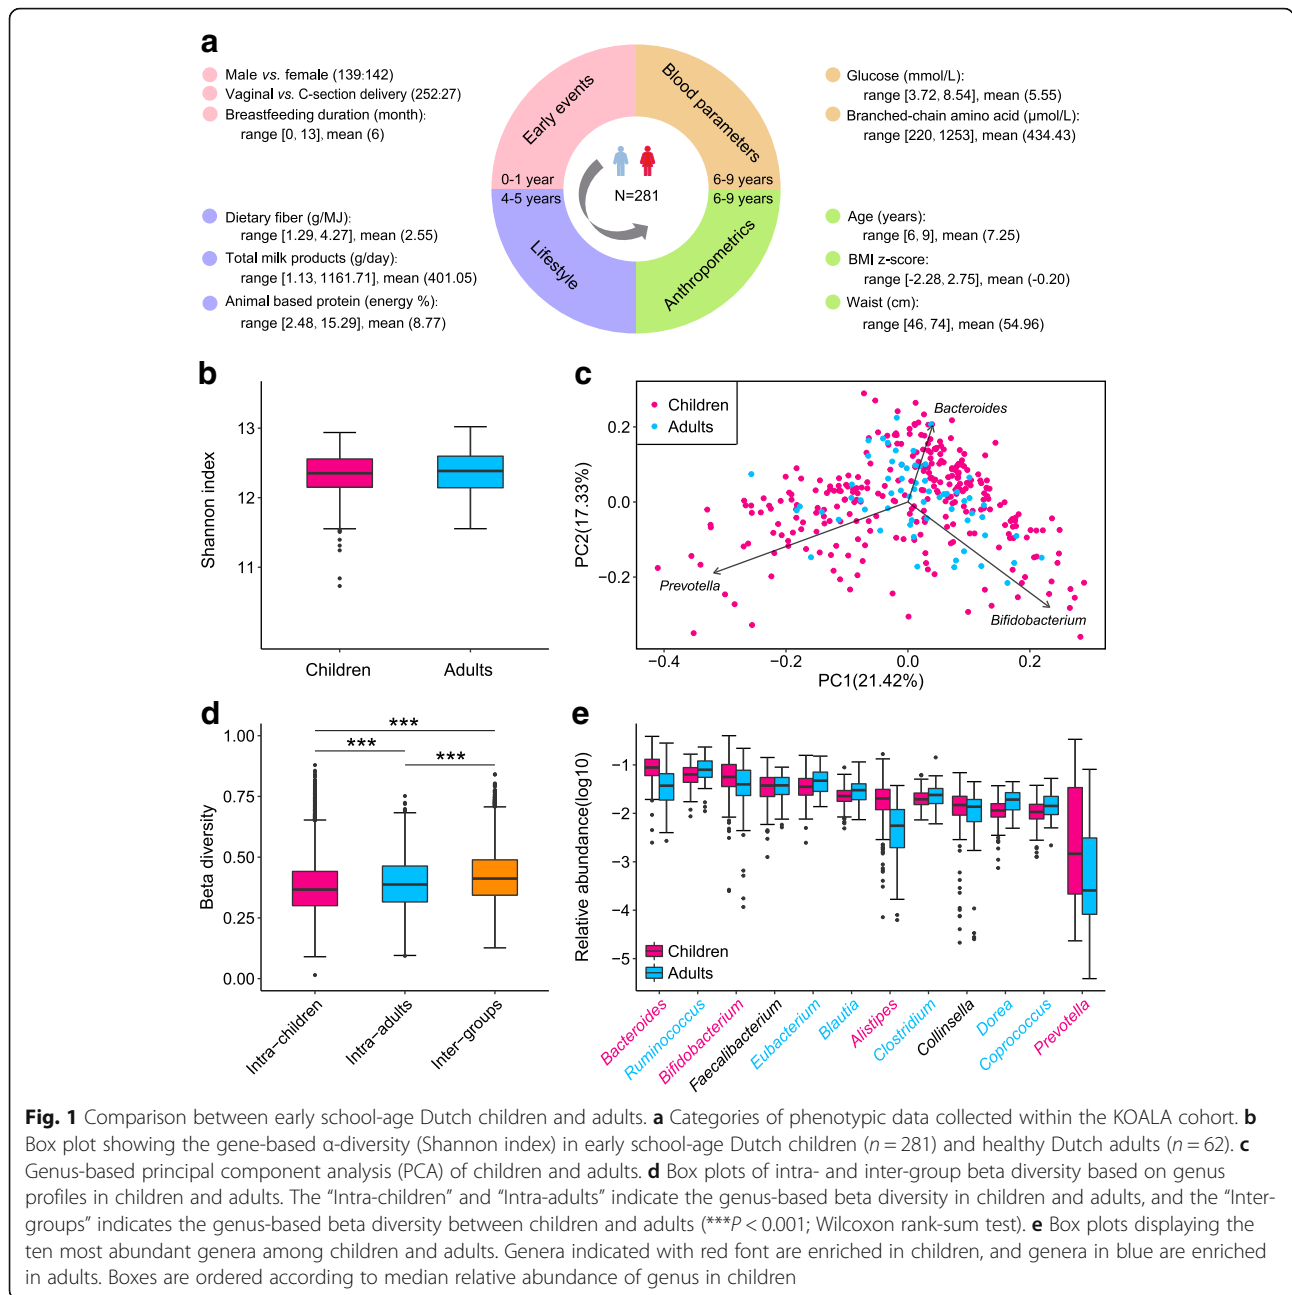 a
Male vs. female (139:142)
Vaginal vs. C-section delivery (252:27)
Breastfeeding duration (month):
range [0, 13], mean (6)
Dietary fiber (g/MJ):
range [1.29, 4.27], mean (2.55)
Total milk products (g/day):
range [1.13, 1161.71], mean (401.05)
Animal based protein (energy %):
range [2.48, 15.29], mean (8.77)
Early events
Blood parameters
0-1 year
6-9 years
4-5 years
6-9 years
N=281
Lifestyle
Anthropometrics
Glucose (mmol/L):
range [3.72, 8.54], mean (5.55)
Branched-chain amino acid (μmol/L):
range [220, 1253], mean (434.43)
Age (years):
range [6, 9], mean (7.25)
BMI z-score:
range [-2.28, 2.75], mean (-0.20)
Waist (cm):
range [46, 74], mean (54.96)
b
Shannon index
13
12
11
Children
Adults
c
PC2(17.33%)
0.2
0.0
−0.2
Children
Adults
Bacteroides
Prevotella
Bifidobacterium
−0.4
−0.2
0.0
0.2
PC1(21.42%)
d
Beta diversity
1.00
0.75
0.50
0.25
0.00
***
***
***
Intra-children
Intra-adults
Inter-groups
e
Relative abundance(log10)
−1
−2
−3
−4
−5
Children
Adults
Bacteroides
Ruminococcus
Bifidobacterium
Faecalibacterium
Eubacterium
Blautia
Alistipes
Clostridium
Collinsella
Dorea
Coprococcus
Prevotella
Fig. 1 Comparison between early school-age Dutch children and adults. a Categories of phenotypic data collected within the KOALA cohort. b
Box plot showing the gene-based α-diversity (Shannon index) in early school-age Dutch children (n = 281) and healthy Dutch adults (n = 62). c
Genus-based principal component analysis (PCA) of children and adults. d Box plots of intra- and inter-group beta diversity based on genus
profiles in children and adults. The “Intra-children” and “Intra-adults” indicate the genus-based beta diversity in children and adults, and the “Inter-
groups” indicates the genus-based beta diversity between children and adults (***P < 0.001; Wilcoxon rank-sum test). e Box plots displaying the
ten most abundant genera among children and adults. Genera indicated with red font are enriched in children, and genera in blue are enriched
in adults. Boxes are ordered according to median relative abundance of genus in children